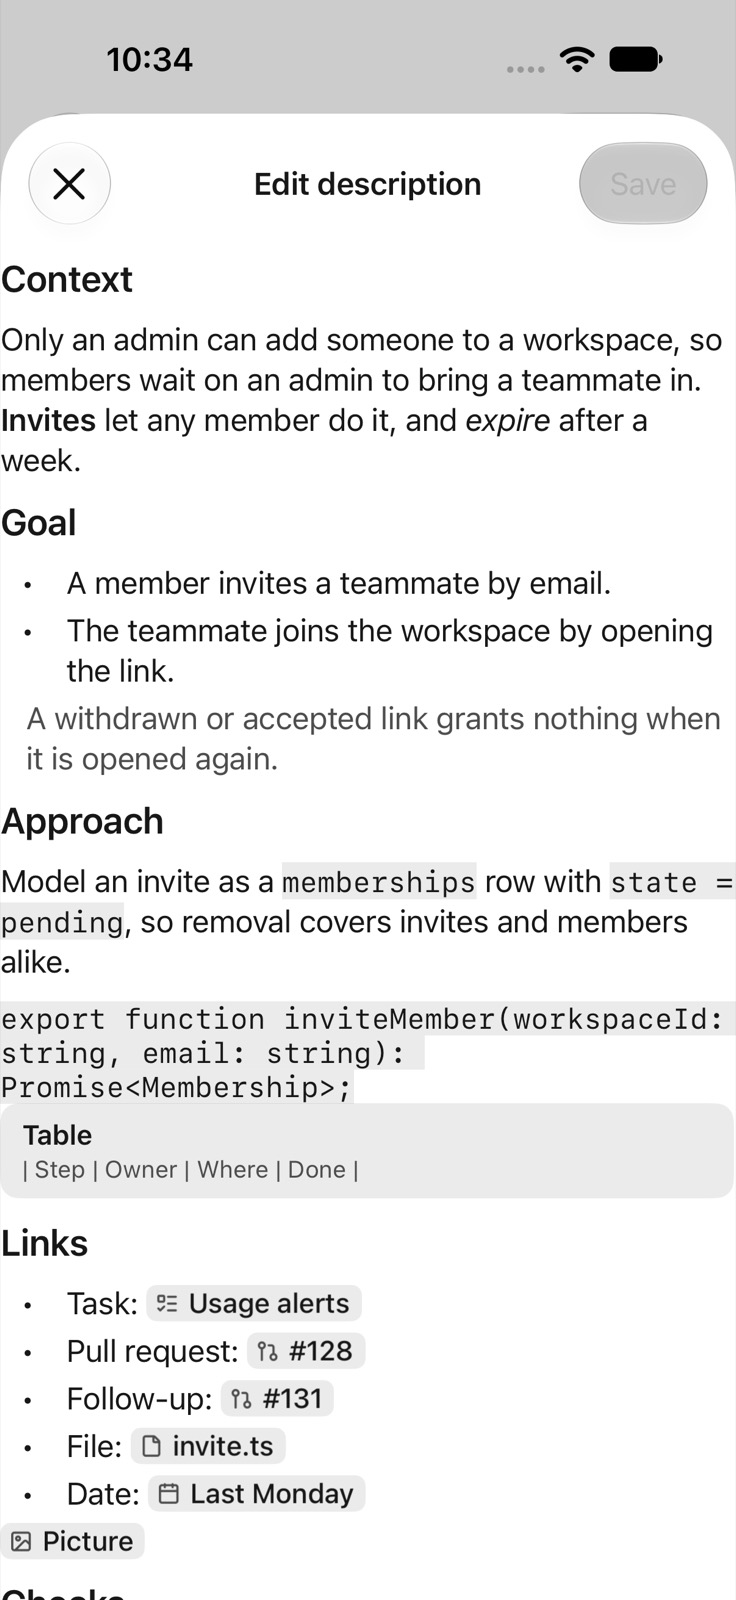 10:34
Edit description
Save
Context
Only an admin can add someone to a workspace, so
members wait on an admin to bring a teammate in.
Invites let any member do it, and expire after a
week.
Goal
• A member invites a teammate by email.
• The teammate joins the workspace by opening
the link.
A withdrawn or accepted link grants nothing when
it is opened again.
Approach
Model an invite as a memberships row with state =
pending, so removal covers invites and members
alike.
export function inviteMember(workspaceId:
string, email: string):
Promise<Membership>;
Table
| Step | Owner | Where | Done |
Links
• Task: Usage alerts
• Pull request: #128
• Follow-up: #131
• File: invite.ts
• Date: Last Monday
Picture
Checks